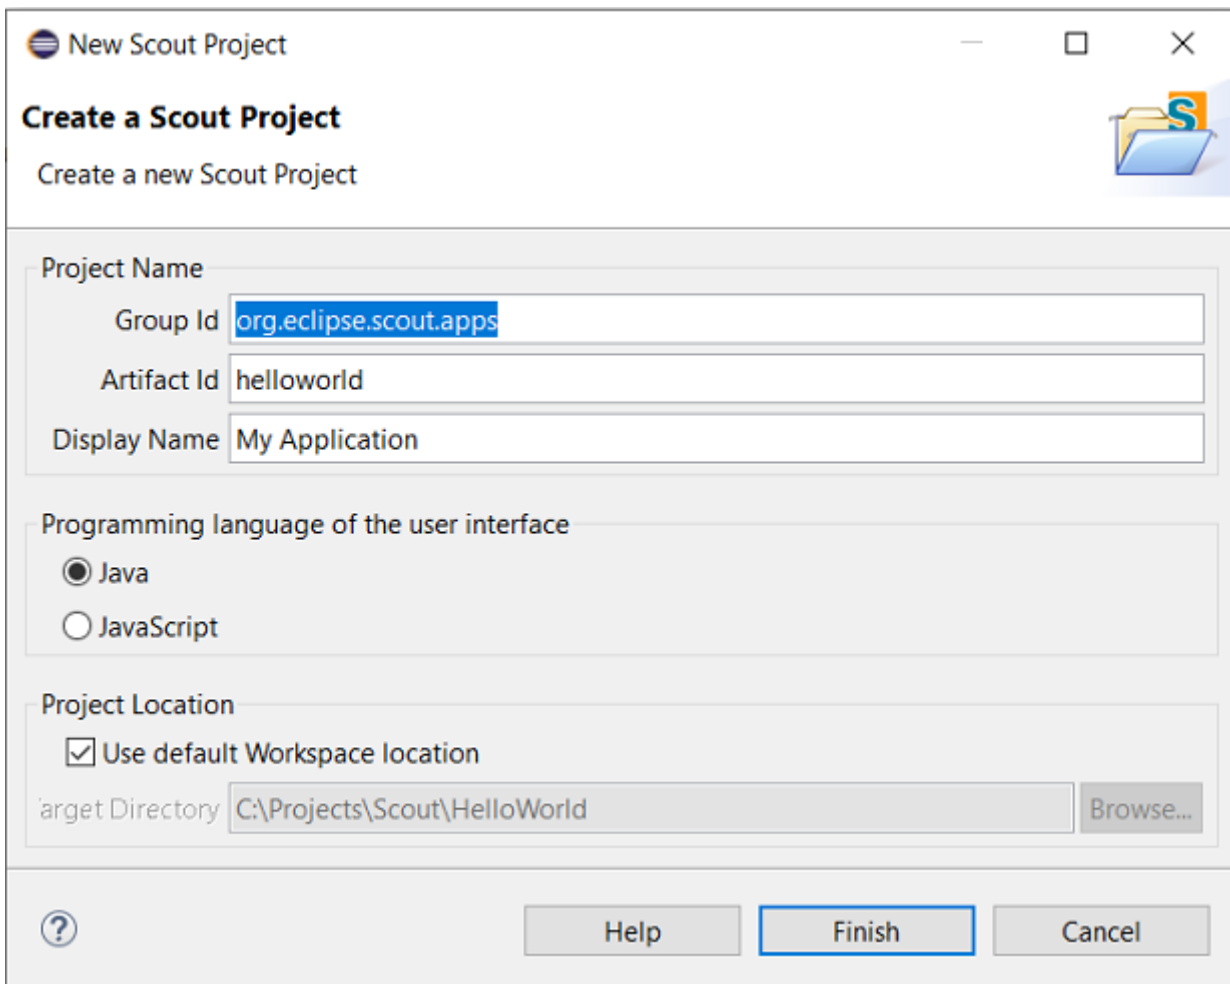 New Scout Project
Create a Scout Project
S
Create a new Scout Project
Project Name
Group Id org.eclipse.scout.apps
Artifact Id helloworld
Display Name My Application
Programming language of the user interface
Java
JavaScript
Project Location
Use default Workspace location
arget Directory C:\Projects\Scout\HelloWorld Browse...
? Help Finish Cancel